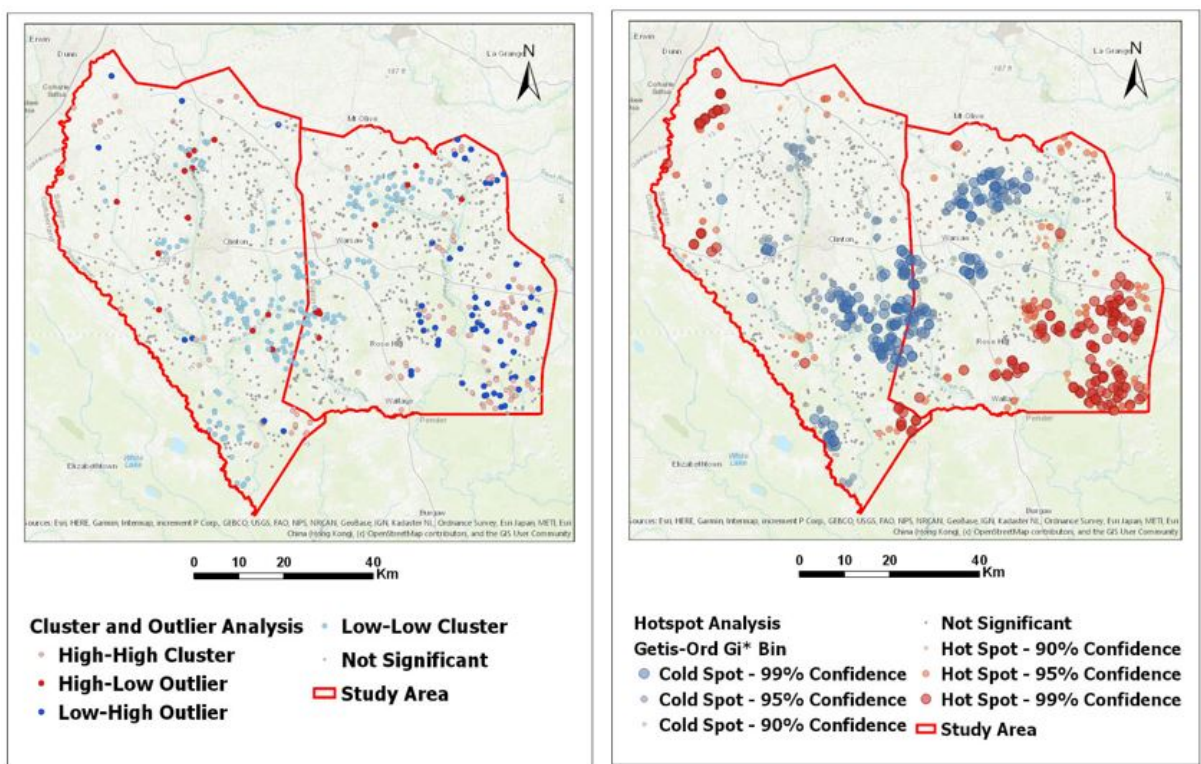 Erwin
Dunn
La Grange
N
187 ft
Mt Olive
Clinton
Warsaw
Rose Hill
Wallace
Pender
Elizabethtown
White
Lake
Burgaw
Sources: Esri, HERE, Garmin, Intermap, increment P Corp., GEBCO, USGS, FAO, NPS, NRCAN, GeoBase, IGN, Kadaster NL, Ordnance Survey, Esri Japan, METI, Esri
China (Hong Kong), (c) OpenStreetMap contributors, and the GIS User Community
0 10 20 40
Km
Cluster and Outlier Analysis
High-High Cluster
High-Low Outlier
Low-High Outlier
Low-Low Cluster
Not Significant
Study Area
Erwin
Dunn
La Grange
N
187 ft
Mt Olive
Clinton
Warsaw
Rose Hill
Pender
Elizabethtown
White
Lake
Burgaw
ources: Esri, HERE, Garmin, Intermap, increment P Corp., GEBCO, USGS, FAO, NPS, NRCAN, GeoBase, IGN, Kadaster NL, Ordnance Survey, Esri Japan, METI, Esri
China (Hong Kong), (c) OpenStreetMap contributors, and the GIS User Community
0 10 20 40
Km
Hotspot Analysis
Getis-Ord Gi* Bin
Cold Spot - 99% Confidence
Cold Spot - 95% Confidence
Cold Spot - 90% Confidence
Not Significant
Hot Spot - 90% Confidence
Hot Spot - 95% Confidence
Hot Spot - 99% Confidence
Study Area